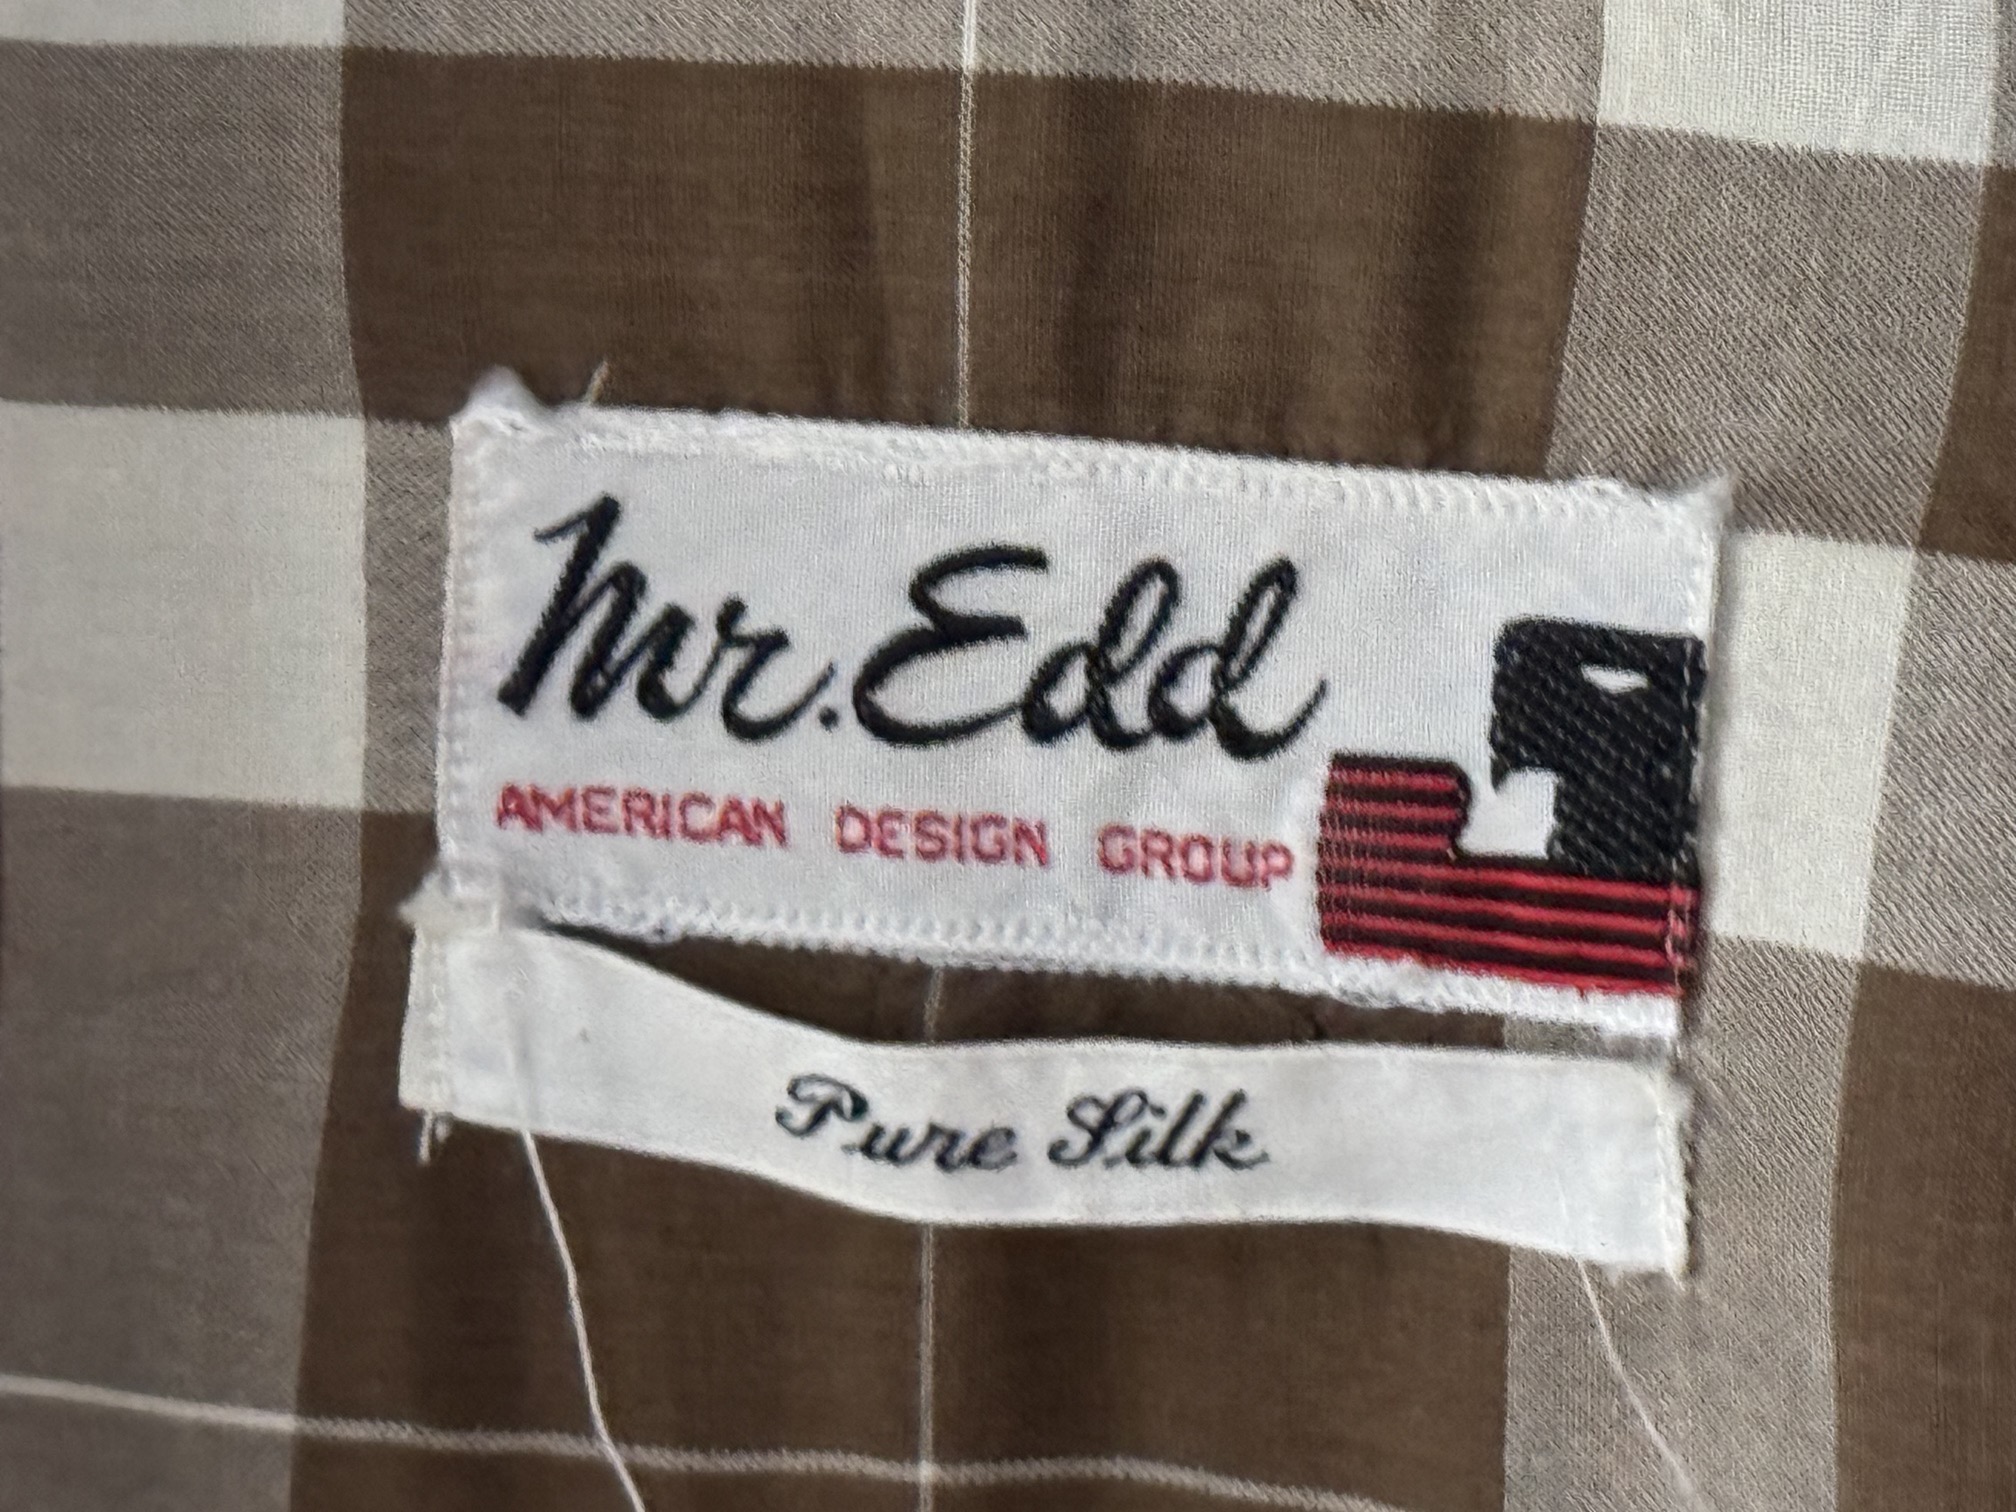 Mr. Edd
AMERICAN DESIGN GROUP
Pure Silk